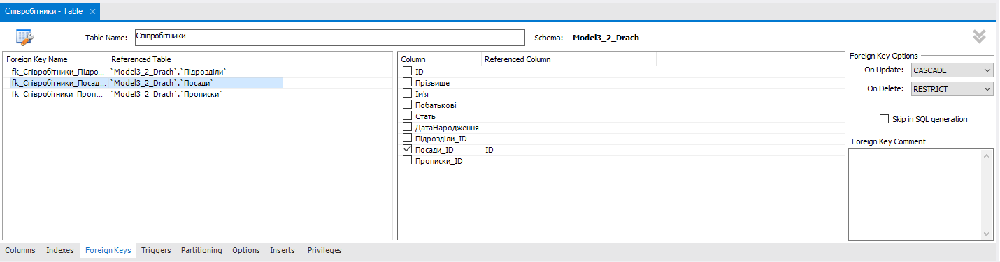 Співробітники - Table ×
Table Name: Співробітники Schema: Model3_2_Drach
Foreign Key Name Referenced Table
fk_Співробітники_Підро... `Model3_2_Drach`.`Підрозділи`
fk_Співробітники_Посад... `Model3_2_Drach`.`Посади`
fk_Співробітники_Проп... `Model3_2_Drach`.`Прописки`
Column Referenced Column
ID
Прізвище
Ім'я
Побатькові
Стать
ДатаНародження
Підрозділи_ID
Посади_ID ID
Прописки_ID
Foreign Key Options
On Update: CASCADE
On Delete: RESTRICT
Skip in SQL generation
Foreign Key Comment
Columns Indexes Foreign Keys Triggers Partitioning Options Inserts Privileges